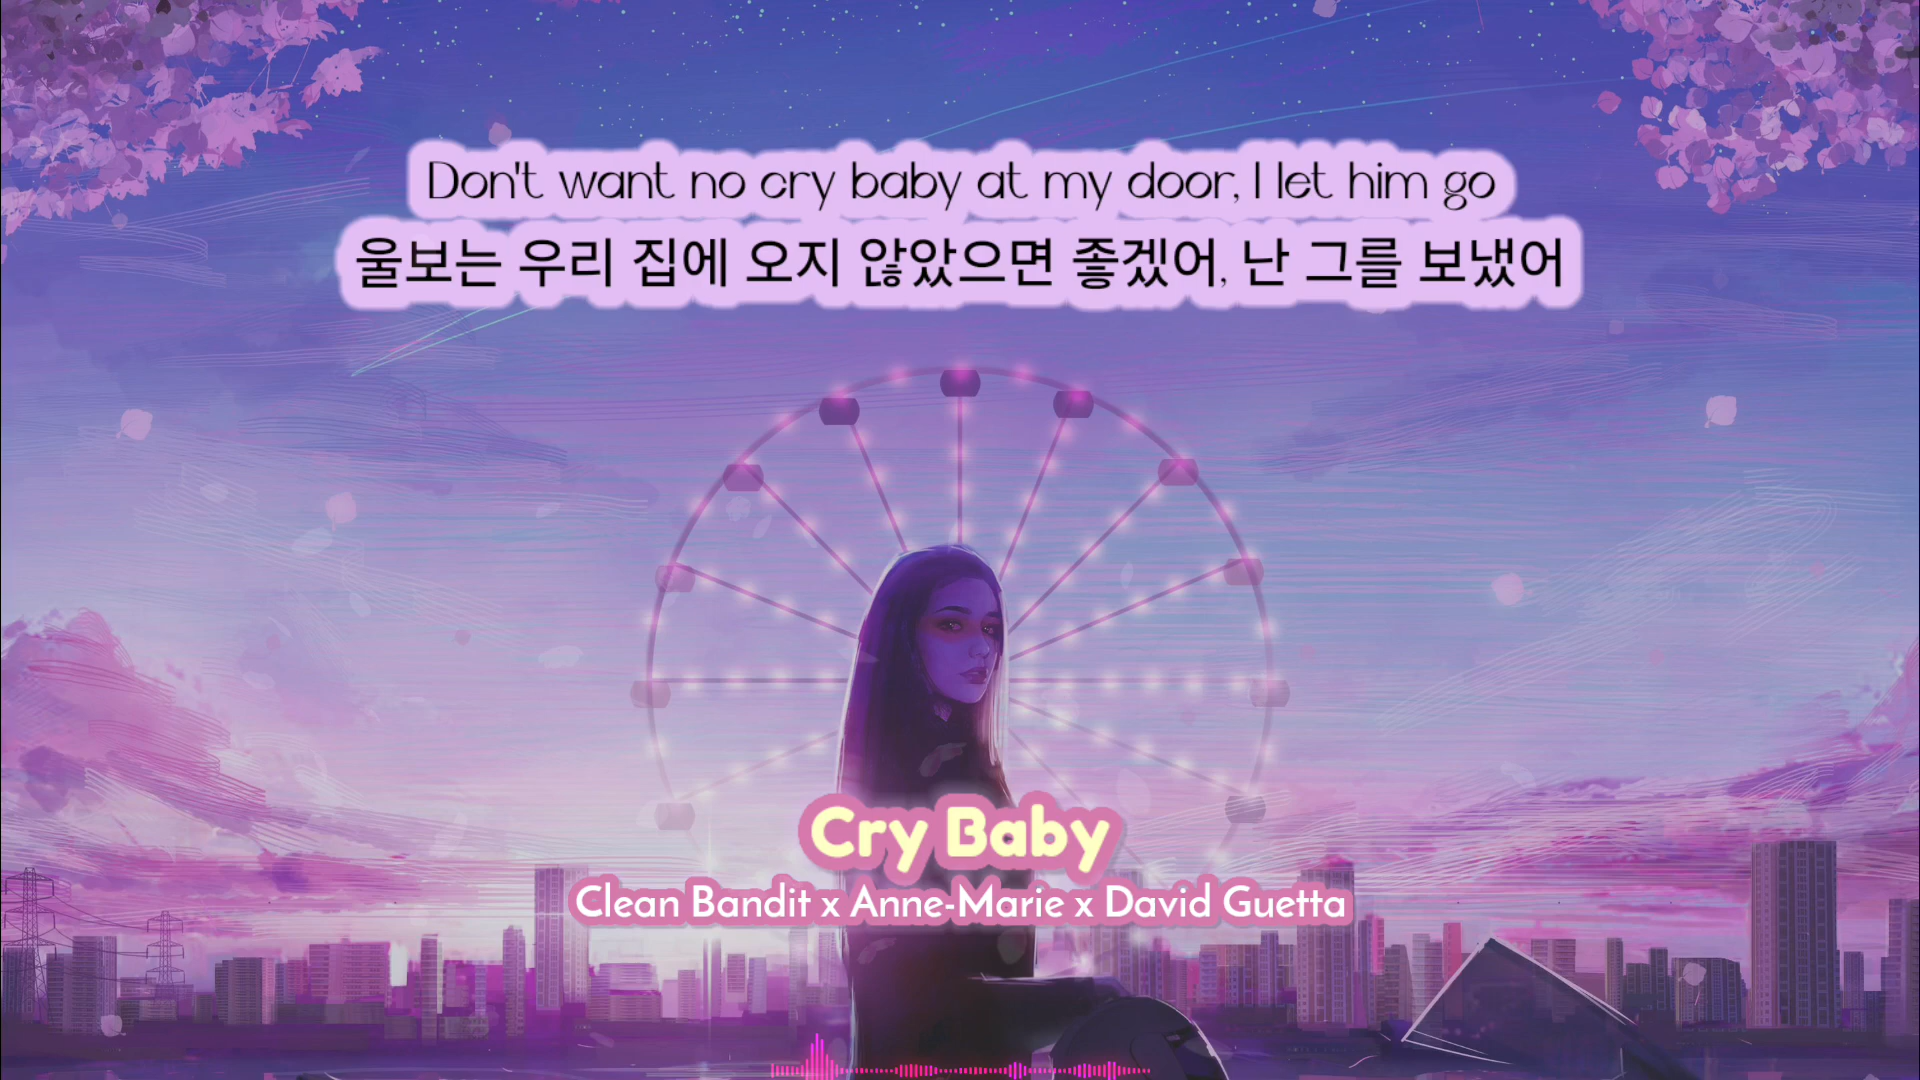 Don't want no cry baby at my door, I let him go
울보는 우리 집에 오지 않았으면 좋겠어, 난 그를 보냈어
Cry Baby
Clean Bandit x Anne-Marie x David Guetta